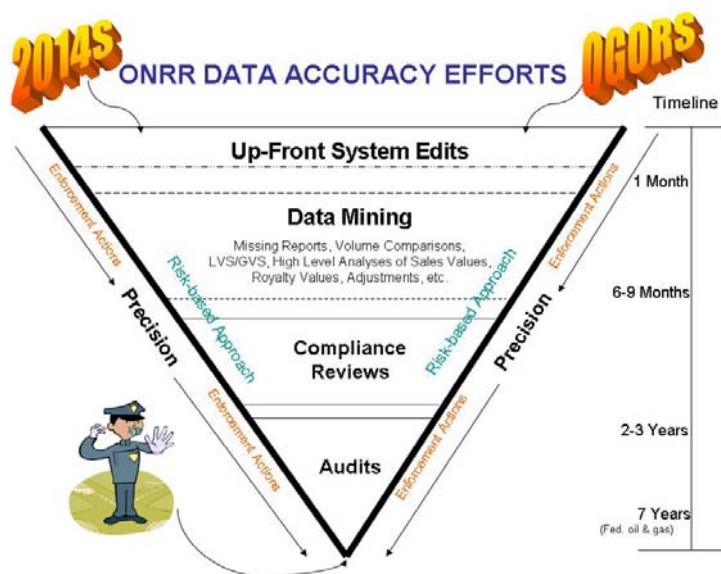 2014S
OGORS
ONRR DATA ACCURACY EFFORTS
Timeline
Up-Front System Edits
1 Month
Enforcement Actions
Enforcement Actions
Data Mining
Missing Reports, Volume Comparisons,
LVS/GVS, High Level Analyses of Sales Values,
Royalty Values, Adjustments, etc.
Risk-based Approach
Risk-based Approach
6-9 Months
Precision
Precision
Compliance
Reviews
Enforcement Actions
Enforcement Actions
2-3 Years
Audits
7 Years
(Fed. oil & gas)